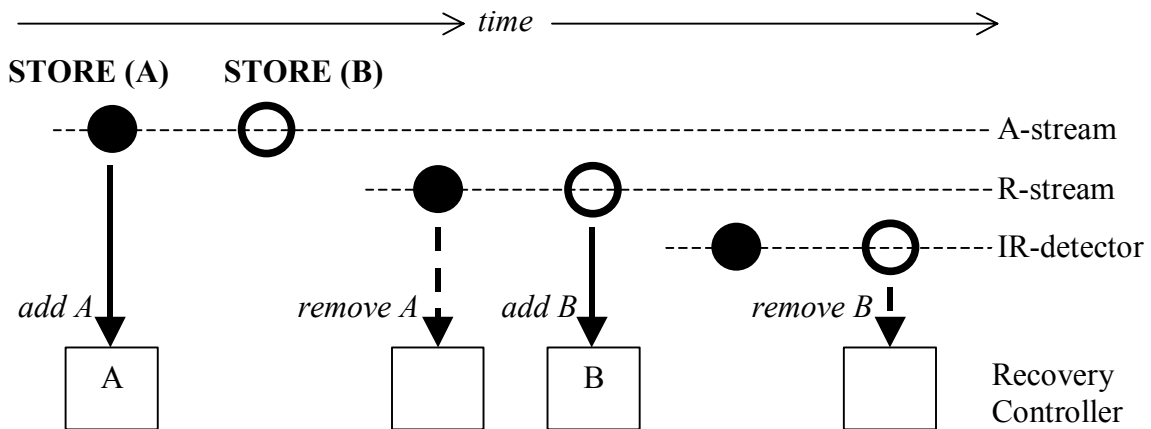 time
STORE (A) STORE (B)
A-stream
R-stream
IR-detector
add A remove A add B remove B
A B
Recovery
Controller